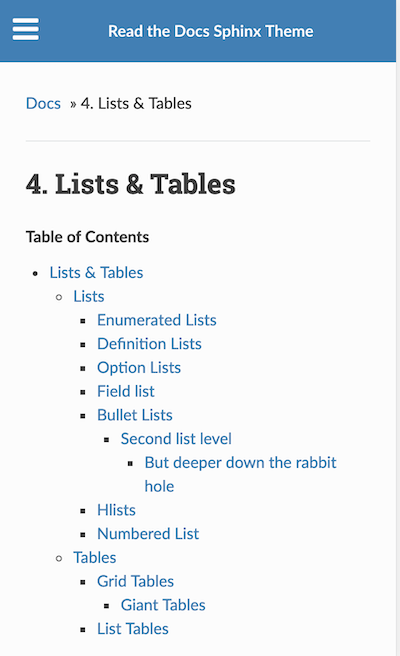 Read the Docs Sphinx Theme
Docs » 4. Lists & Tables
4. Lists & Tables
Table of Contents
Lists & Tables
Lists
Enumerated Lists
Definition Lists
Option Lists
Field list
Bullet Lists
Second list level
But deeper down the rabbit
hole
Hlists
Numbered List
Tables
Grid Tables
Giant Tables
List Tables